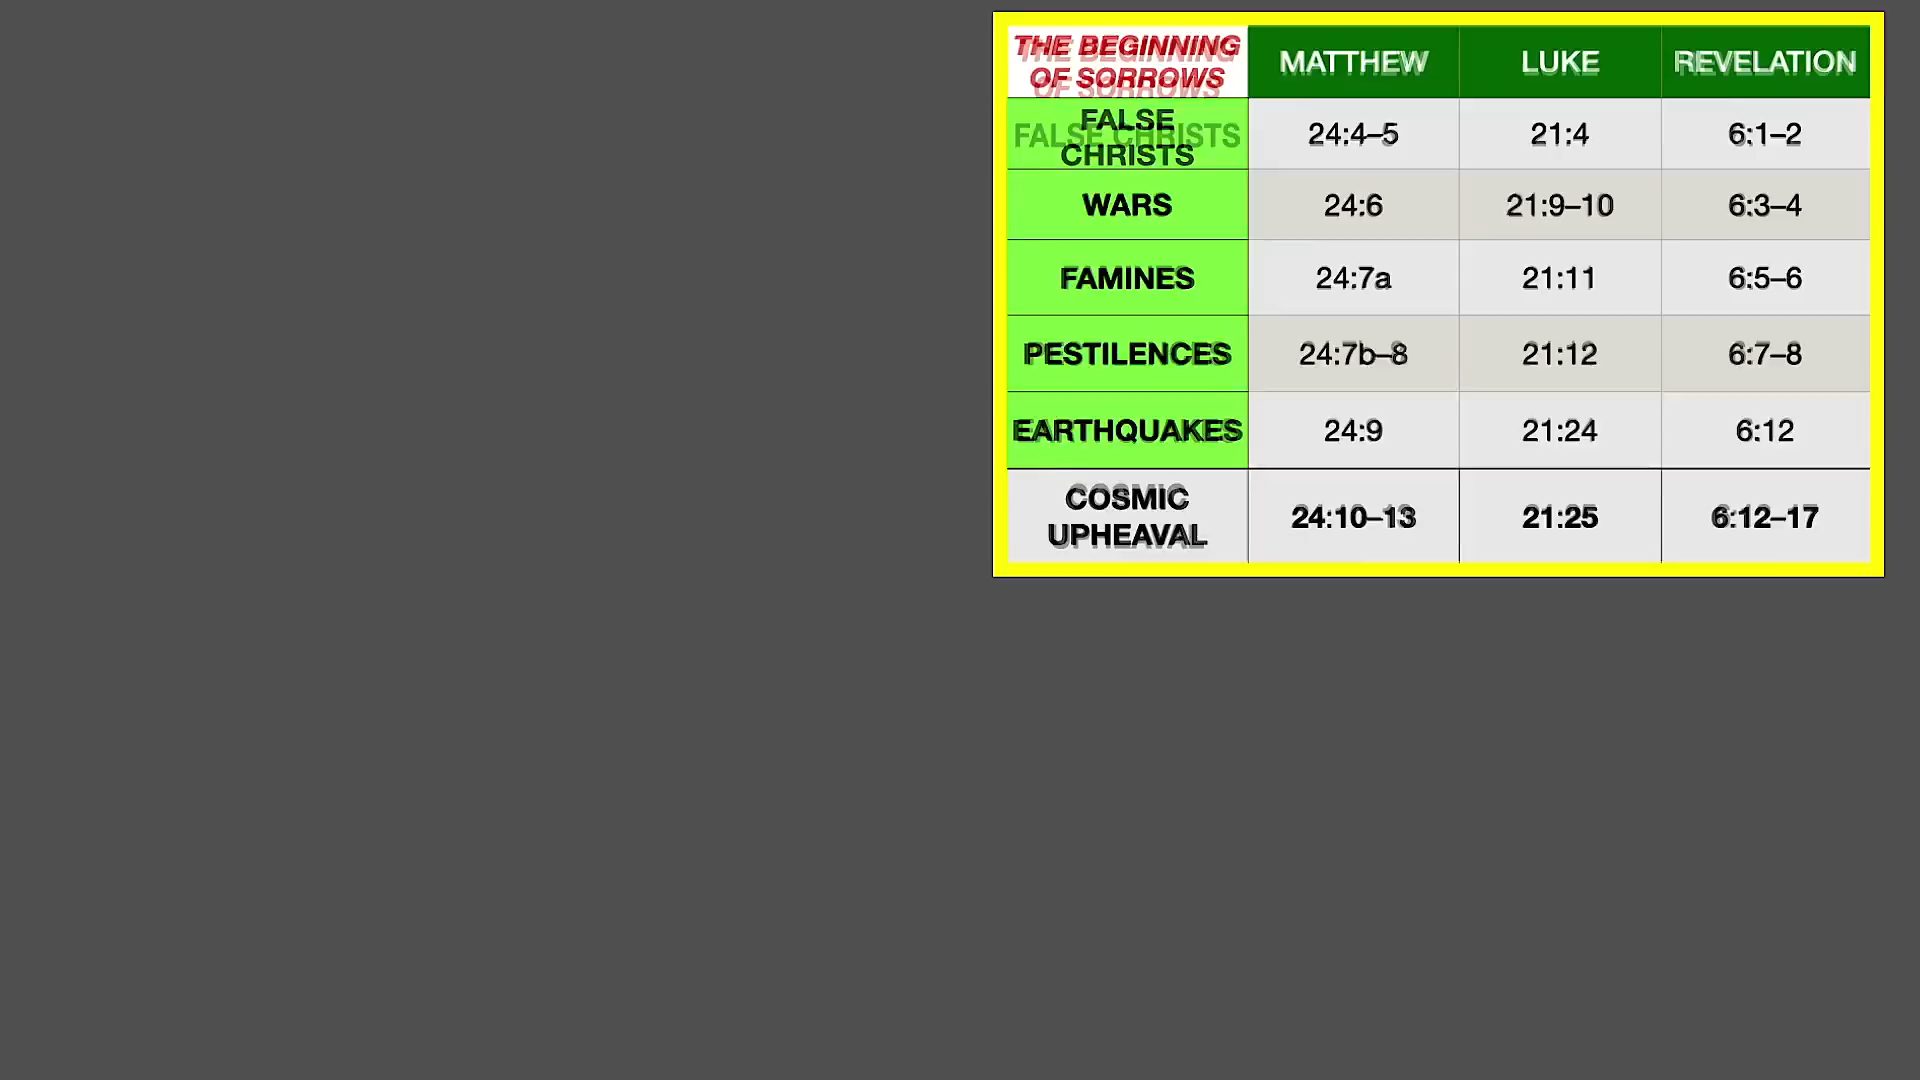 THE BEGINNING
OF SORROWS
MATTHEW
LUKE
REVELATION
FALSE
CHRISTS
24:4–5
21:4
6:1–2
WARS
24:6
21:9–10
6:3–4
FAMINES
24:7a
21:11
6:5–6
PESTILENCES
24:7b–8
21:12
6:7–8
EARTHQUAKES
24:9
21:24
6:12
COSMIC
UPHEAVAL
24:10–13
21:25
6:12–17